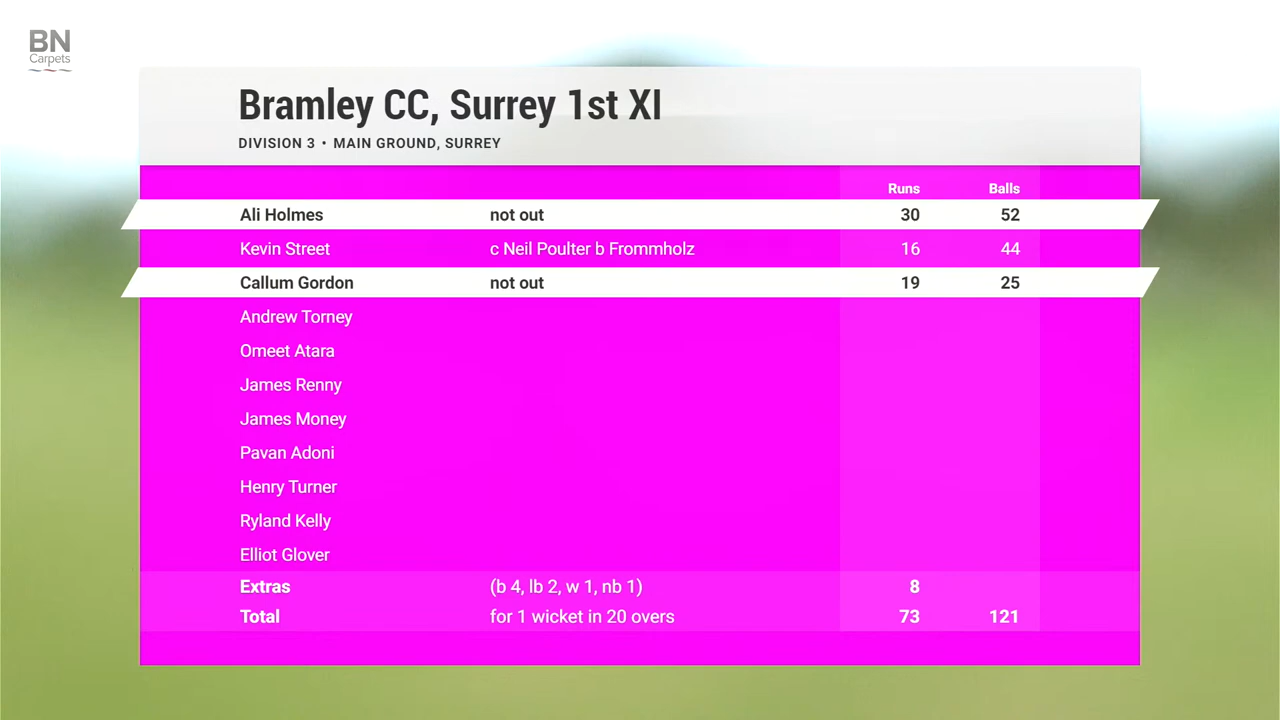 BN
Carpets
Bramley CC, Surrey 1st XI
DIVISION 3 • MAIN GROUND, SURREY
Runs Balls
Ali Holmes not out 30 52
Kevin Street c Neil Poulter b Frommholz 16 44
Callum Gordon not out 19 25
Andrew Torney
Omeet Atara
James Renny
James Money
Pavan Adoni
Henry Turner
Ryland Kelly
Elliot Glover
Extras (b 4, lb 2, w 1, nb 1) 8
Total for 1 wicket in 20 overs 73 121